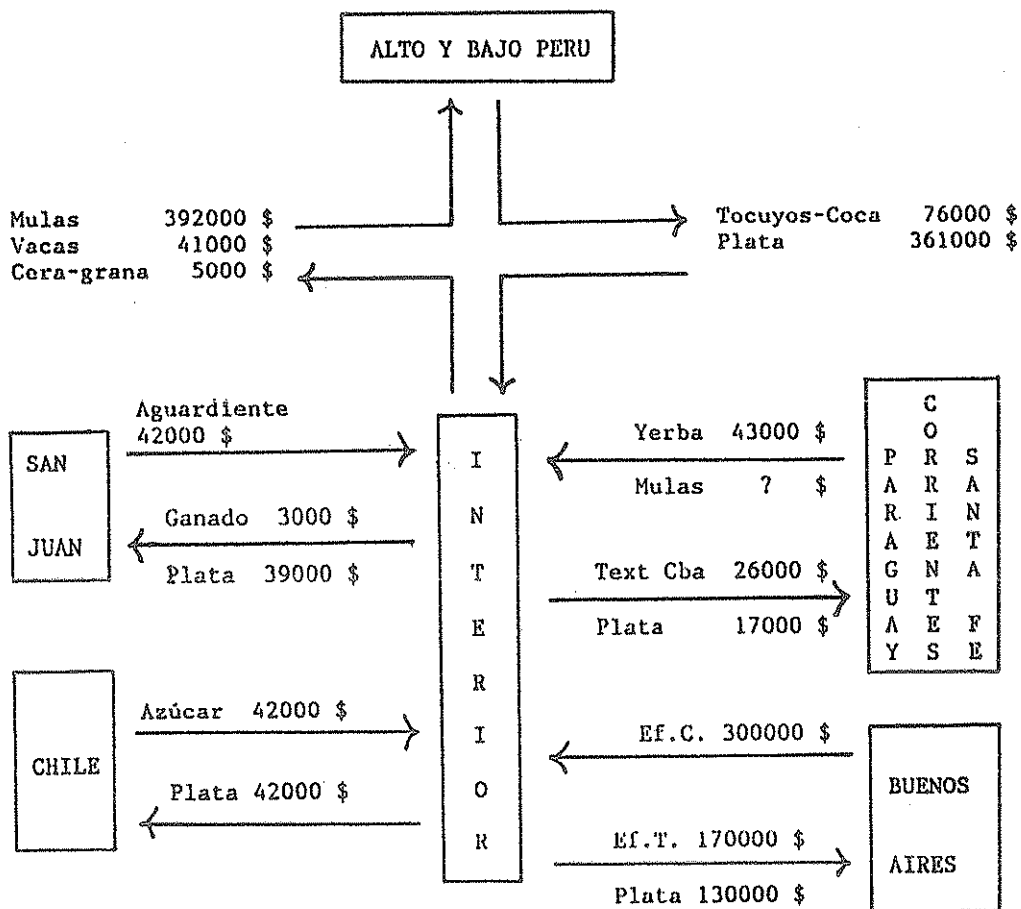 ALTO Y BAJO PERU
Mulas 392000 $
Vacas 41000 $
Cera-grana 5000 $
Tocuyos-Coca 76000 $
Plata 361000 $
Aguardiente
42000 $
SAN
JUAN
Ganado 3000 $
Plata 39000 $
INTERIOR
Yerba 43000 $
Mulas ? $
Text Cba 26000 $
Plata 17000 $
PARAGUAY
CORRIENTES
SANTA FE
Azúcar 42000 $
CHILE
Plata 42000 $
Ef.C. 300000 $
Ef.T. 170000 $
Plata 130000 $
BUENOS
AIRES